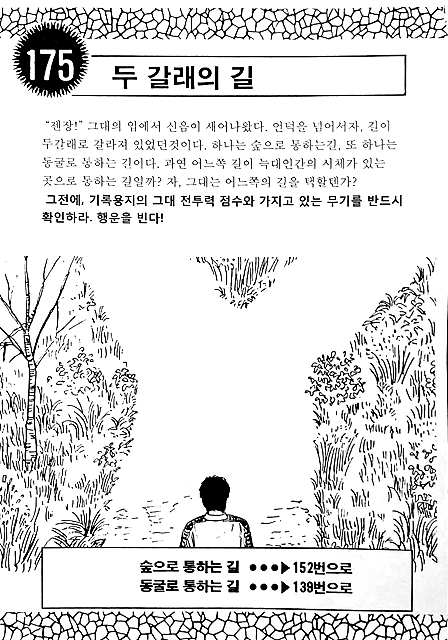 175
두 갈래의 길
"젠장!" 그대의 입에서 신음이 새어나왔다. 언덕을 넘어서자, 길이
두갈래로 갈라져 있었던것이다. 하나는 숲으로 통하는길, 또 하나는
동굴로 통하는 길이다. 과연 어느쪽 길이 늑대인간의 시체가 있는
곳으로 통하는 길일까? 자, 그대는 어느쪽의 길을 택할덴가?
그전에, 기록용지의 그대 전투력 점수와 가지고 있는 무기를 반드시
확인하라. 행운을 빈다!
숲으로 통하는 길 ●●●▶152번으로
동굴로 통하는 길 ●●●▶138번으로